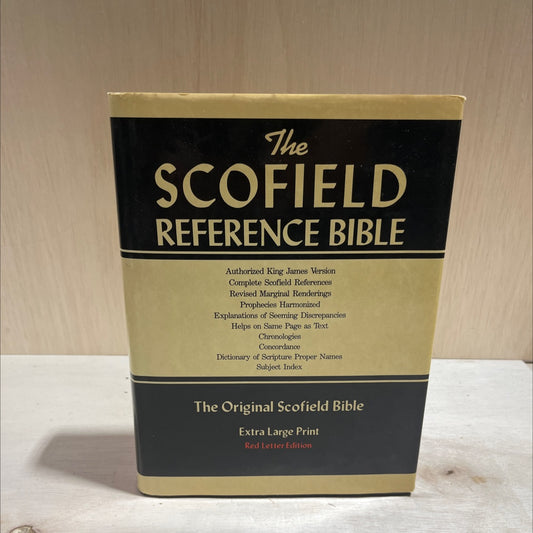 The
SCOFIELD
REFERENCE BIBLE
Authorized King James Version
Complete Scofield References
Revised Marginal Renderings
Prophecies Harmonized
Explanations of Seeming Discrepancies
Helps on Same Page as Text
Chronologies
Concordance
Dictionary of Scripture Proper Names
Subject Index
The Original Scofield Bible
Extra Large Print
Red Letter Edition